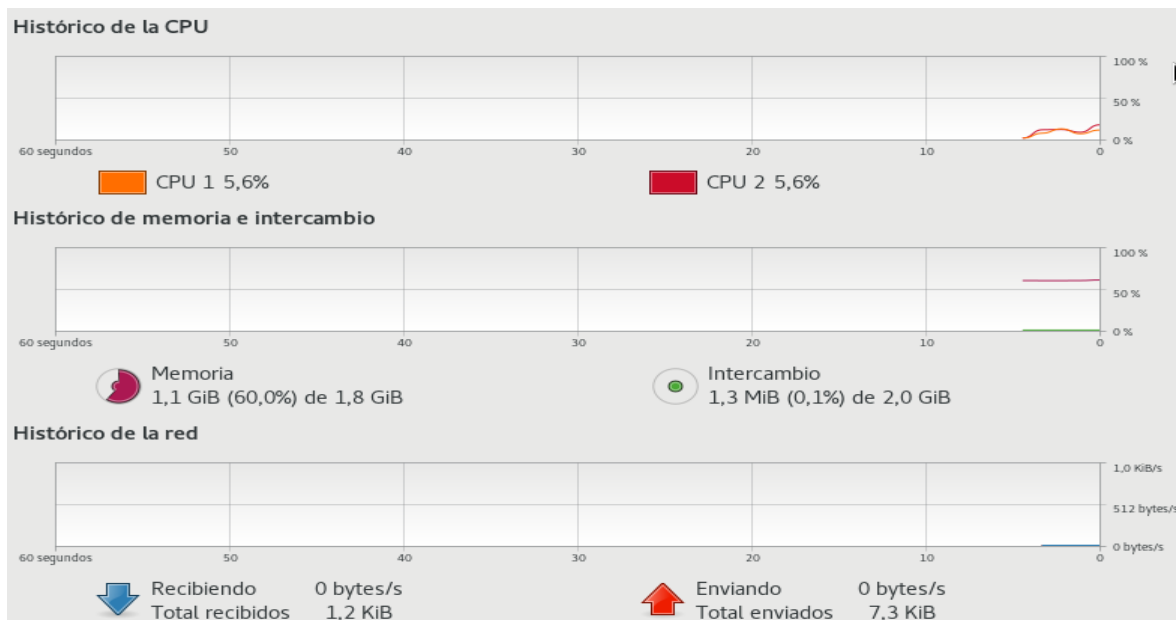 Histórico de la CPU
100 %
50 %
0 %
60 segundos 50 40 30 20 10 0
CPU 1 5,6% CPU 2 5,6%
Histórico de memoria e intercambio
100 %
50 %
0 %
60 segundos 50 40 30 20 10 0
Memoria Intercambio
1,1 GiB (60,0%) de 1,8 GiB 1,3 MiB (0,1%) de 2,0 GiB
Histórico de la red
1,0 KiB/s
512 bytes/s
0 bytes/s
60 segundos 50 40 30 20 10 0
Recibiendo 0 bytes/s Enviando 0 bytes/s
Total recibidos 1,2 KiB Total enviados 7,3 KiB